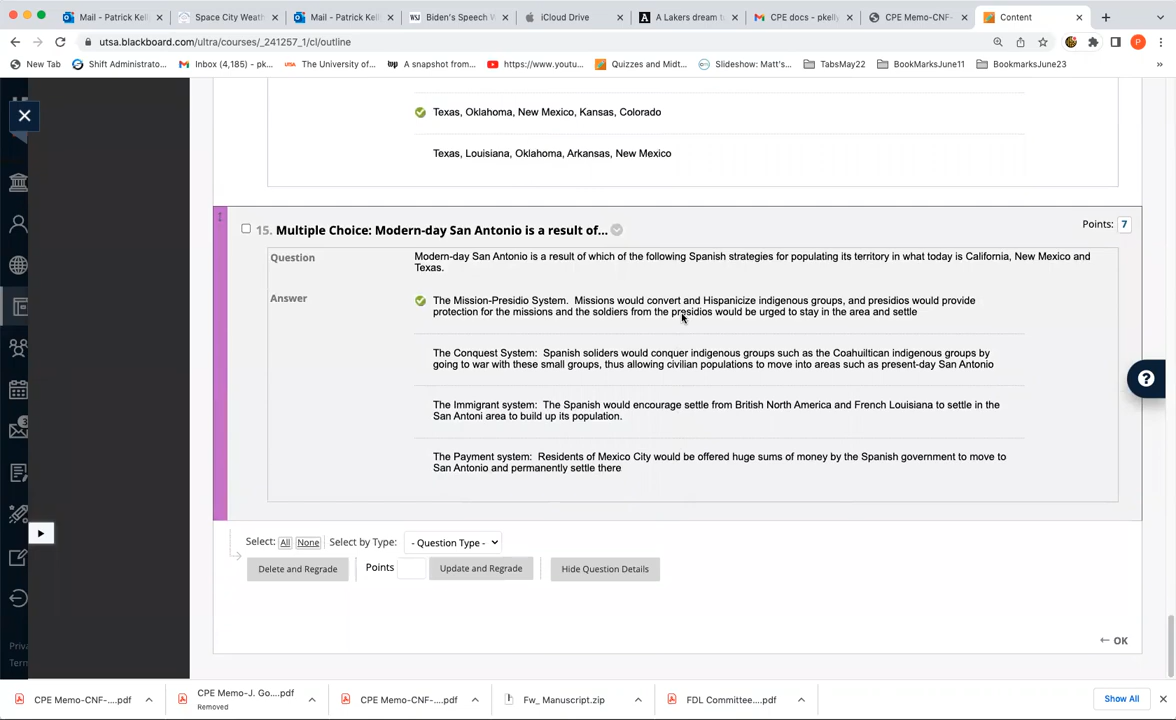 Mail - Patrick Kell
Space City Weath
Mail - Patrick Kell
Biden's Speech W
iCloud Drive
A Lakers dream t
CPE docs - pkelly
CPE Memo-CNF-
Content
utsa.blackboard.com/ultra/courses/_241257_1/cl/outline
New Tab
Shift Administrato...
Inbox (4,185) - pk...
The University of...
A snapshot from...
https://www.youtu...
Quizzes and Midt...
Slideshow: Matt's...
TabsMay22
BookMarksJune11
BookmarksJune23
Texas, Oklahoma, New Mexico, Kansas, Colorado
Texas, Louisiana, Oklahoma, Arkansas, New Mexico
15. Multiple Choice: Modern-day San Antonio is a result of...
Points: 7
Question
Modern-day San Antonio is a result of which of the following Spanish strategies for populating its territory in what today is California, New Mexico and
Texas.
Answer
The Mission-Presidio System. Missions would convert and Hispanicize indigenous groups, and presidios would provide
protection for the missions and the soldiers from the presidios would be urged to stay in the area and settle
The Conquest System: Spanish soliders would conquer indigenous groups such as the Coahuiltican indigenous groups by
going to war with these small groups, thus allowing civilian populations to move into areas such as present-day San Antonio
The Immigrant system: The Spanish would encourage settle from British North America and French Louisiana to settle in the
San Antoni area to build up its population.
The Payment system: Residents of Mexico City would be offered huge sums of money by the Spanish government to move to
San Antonio and permanently settle there
Select: All None Select by Type: - Question Type -
Delete and Regrade Points Update and Regrade Hide Question Details
← OK
Priva
Term
CPE Memo-CNF-....pdf
CPE Memo-J. Go....pdf
Removed
CPE Memo-CNF-....pdf
Fw_ Manuscript.zip
FDL Committee....pdf
Show All